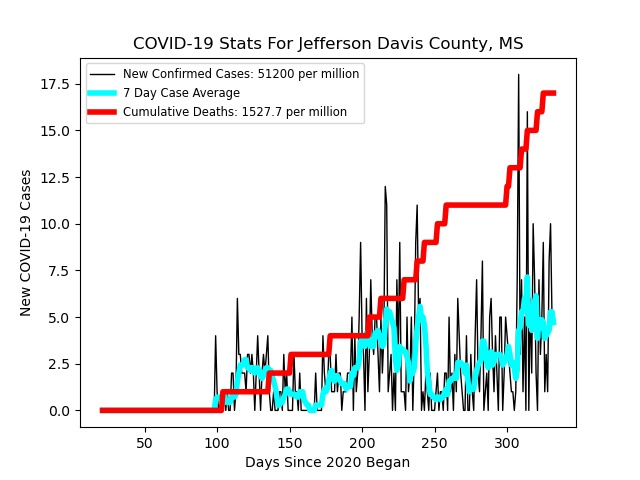 COVID-19 Stats For Jefferson Davis County, MS
New Confirmed Cases: 51200 per million
7 Day Case Average
Cumulative Deaths: 1527.7 per million
New COVID-19 Cases
17.5
15.0
12.5
10.0
7.5
5.0
2.5
0.0
50 100 150 200 250 300
Days Since 2020 Began